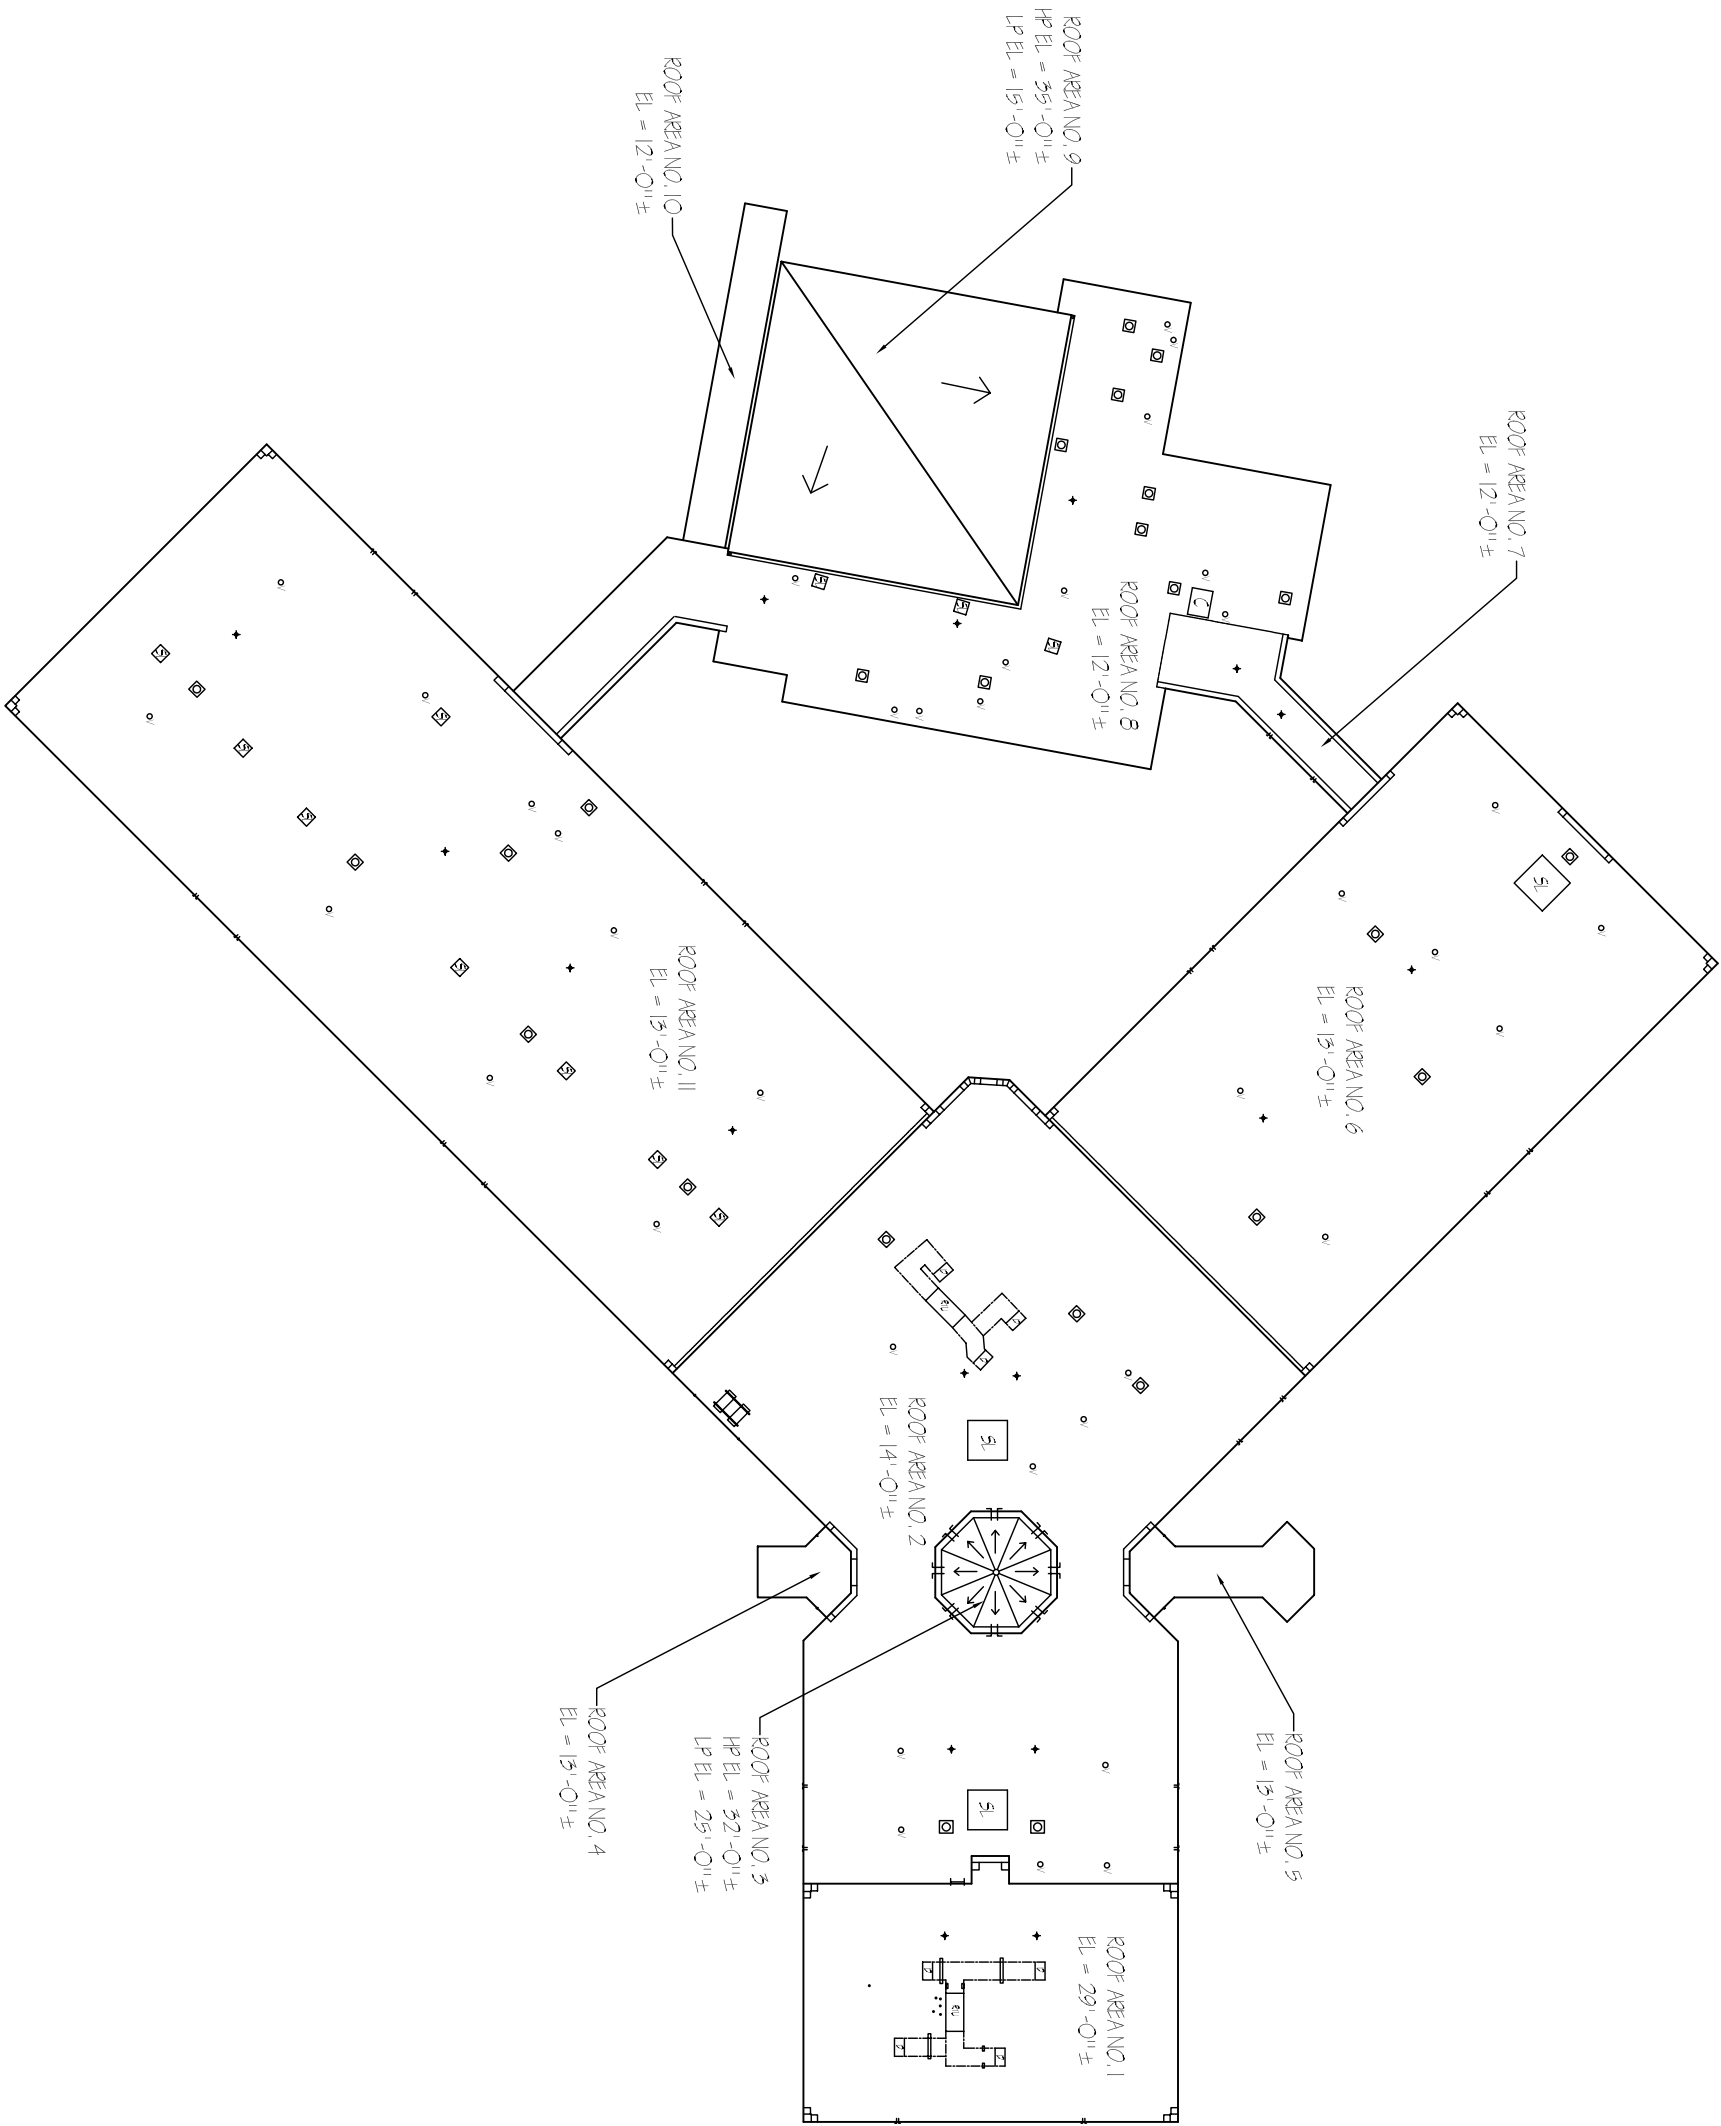 ROOF AREA NO. 9
HP EL = 35'-0"±
LP EL = 15'-0"±
ROOF AREA NO. 10
EL = 12'-0"±
ROOF AREA NO. 7
EL = 12'-0"±
ROOF AREA NO. 8
EL = 12'-0"±
C
SL
ROOF AREA NO. 11
EL = 13'-0"±
ROOF AREA NO. 6
EL = 13'-0"±
ROOF AREA NO. 2
EL = 14'-0"±
SL
ROOF AREA NO. 4
EL = 13'-0"±
ROOF AREA NO. 3
HP EL = 32'-0"±
LP EL = 25'-0"±
ROOF AREA NO. 5
EL = 13'-0"±
SL
ROOF AREA NO. 1
EL = 29'-0"±